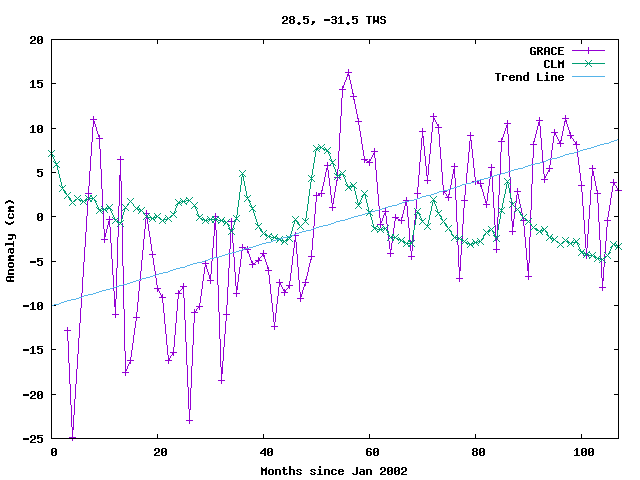 28.5, -31.5 TWS
GRACE
CLM
Trend Line
20
15
10
5
0
-5
-10
-15
-20
-25
Anomaly (cm)
0 20 40 60 80 100
Months since Jan 2002